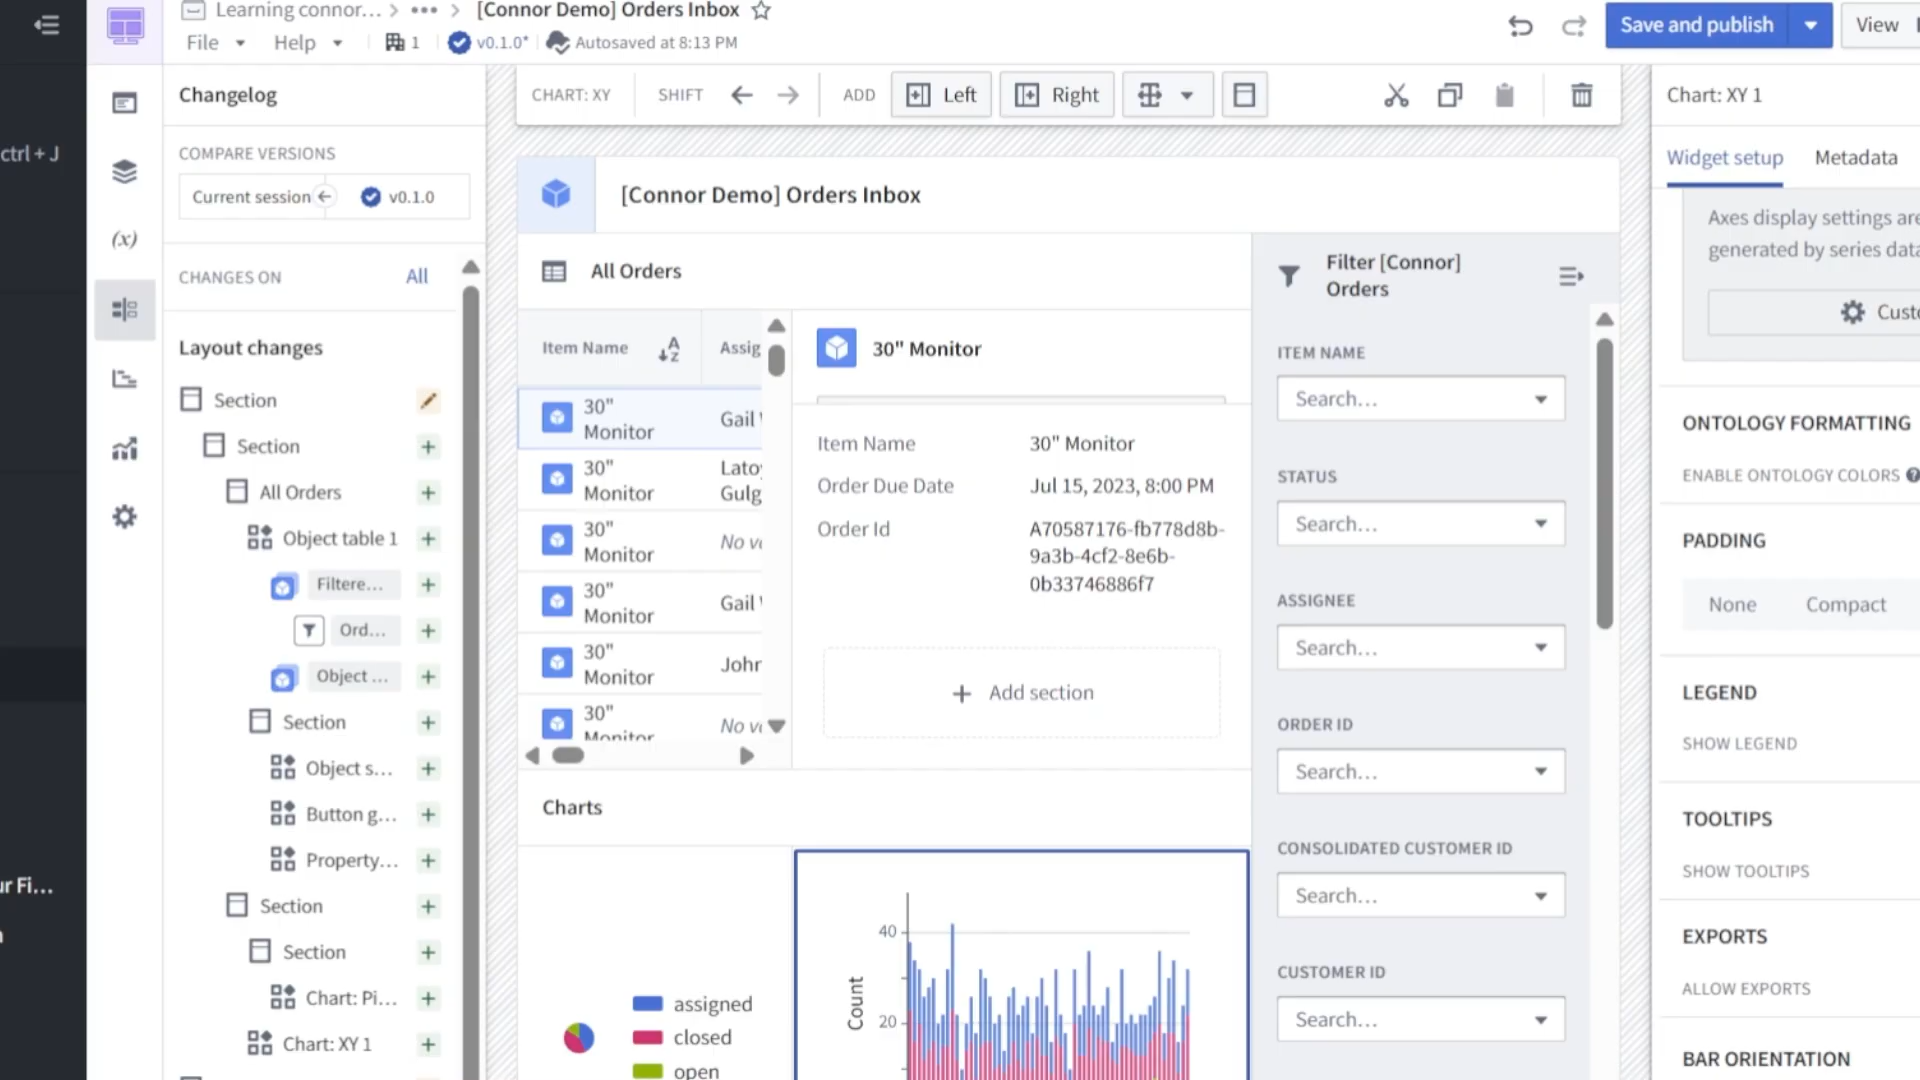 Learning connor... > ••• > [Connor Demo] Orders Inbox
File Help 1 v0.1.0* Autosaved at 8:13 PM
Save and publish
View
ctrl + J
Changelog
COMPARE VERSIONS
Current session v0.1.0
CHANGES ON All
Layout changes
Section
Section
All Orders
Object table 1
Filtere...
Ord...
Object ...
Section
Object s...
Button g...
Property...
Section
Section
Chart: Pi...
Chart: XY 1
CHART: XY SHIFT ADD Left Right
[Connor Demo] Orders Inbox
All Orders
Item Name Assig
30" Monitor Gail
30" Monitor
30" Monitor
30" Monitor Gail
30" Monitor John
30" Monitor
30" Monitor
Item Name 30" Monitor
Order Due Date Jul 15, 2023, 8:00 PM
Order Id A70587176-fb778d8b-
9a3b-4cf2-8e6b-
0b33746886f7
+ Add section
Charts
assigned
closed
open
Count
40
20
Filter [Connor]
Orders
ITEM NAME
Search...
STATUS
Search...
ASSIGNEE
Search...
ORDER ID
Search...
CONSOLIDATED CUSTOMER ID
Search...
CUSTOMER ID
Search...
Chart: XY 1
Widget setup Metadata
Axes display settings are
generated by series data
Custo
ONTOLOGY FORMATTING
ENABLE ONTOLOGY COLORS
PADDING
None Compact
LEGEND
SHOW LEGEND
TOOLTIPS
SHOW TOOLTIPS
EXPORTS
ALLOW EXPORTS
BAR ORIENTATION